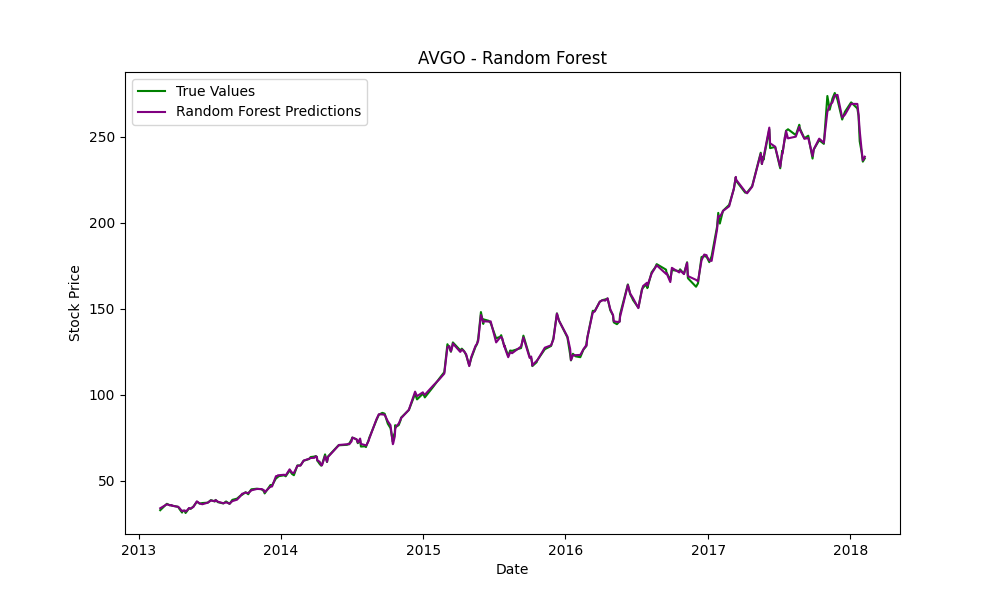 AVGO - Random Forest
True Values
Random Forest Predictions
Stock Price
250
200
150
100
50
2013
2014
2015
2016
2017
2018
Date